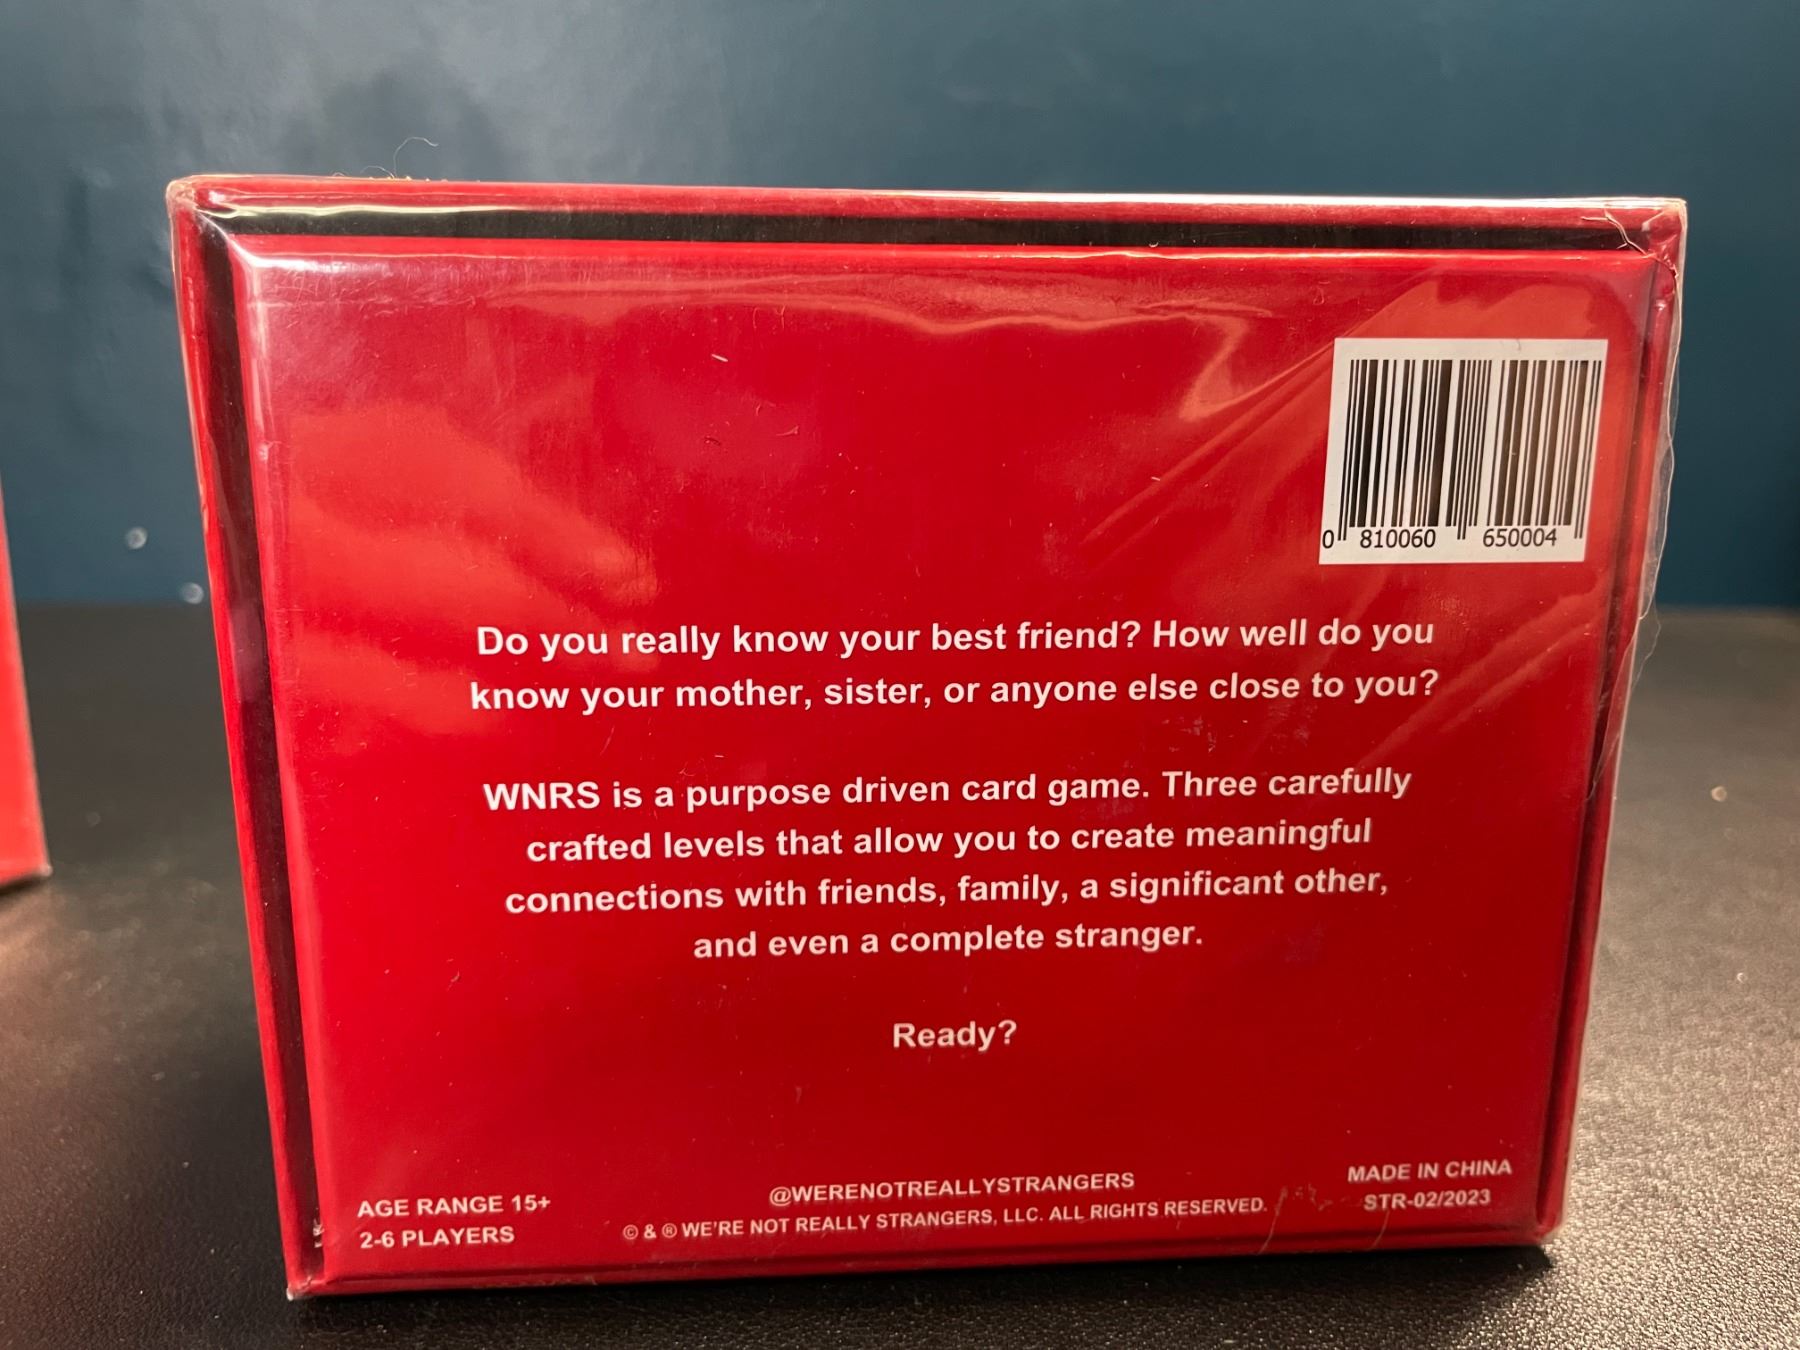 0 810060 650004
Do you really know your best friend? How well do you
know your mother, sister, or anyone else close to you?
WNRS is a purpose driven card game. Three carefully
crafted levels that allow you to create meaningful
connections with friends, family, a significant other,
and even a complete stranger.
Ready?
AGE RANGE 15+
2-6 PLAYERS
@WERENOTREALLYSTRANGERS
© & ® WE'RE NOT REALLY STRANGERS, LLC. ALL RIGHTS RESERVED.
MADE IN CHINA
STR-02/2023